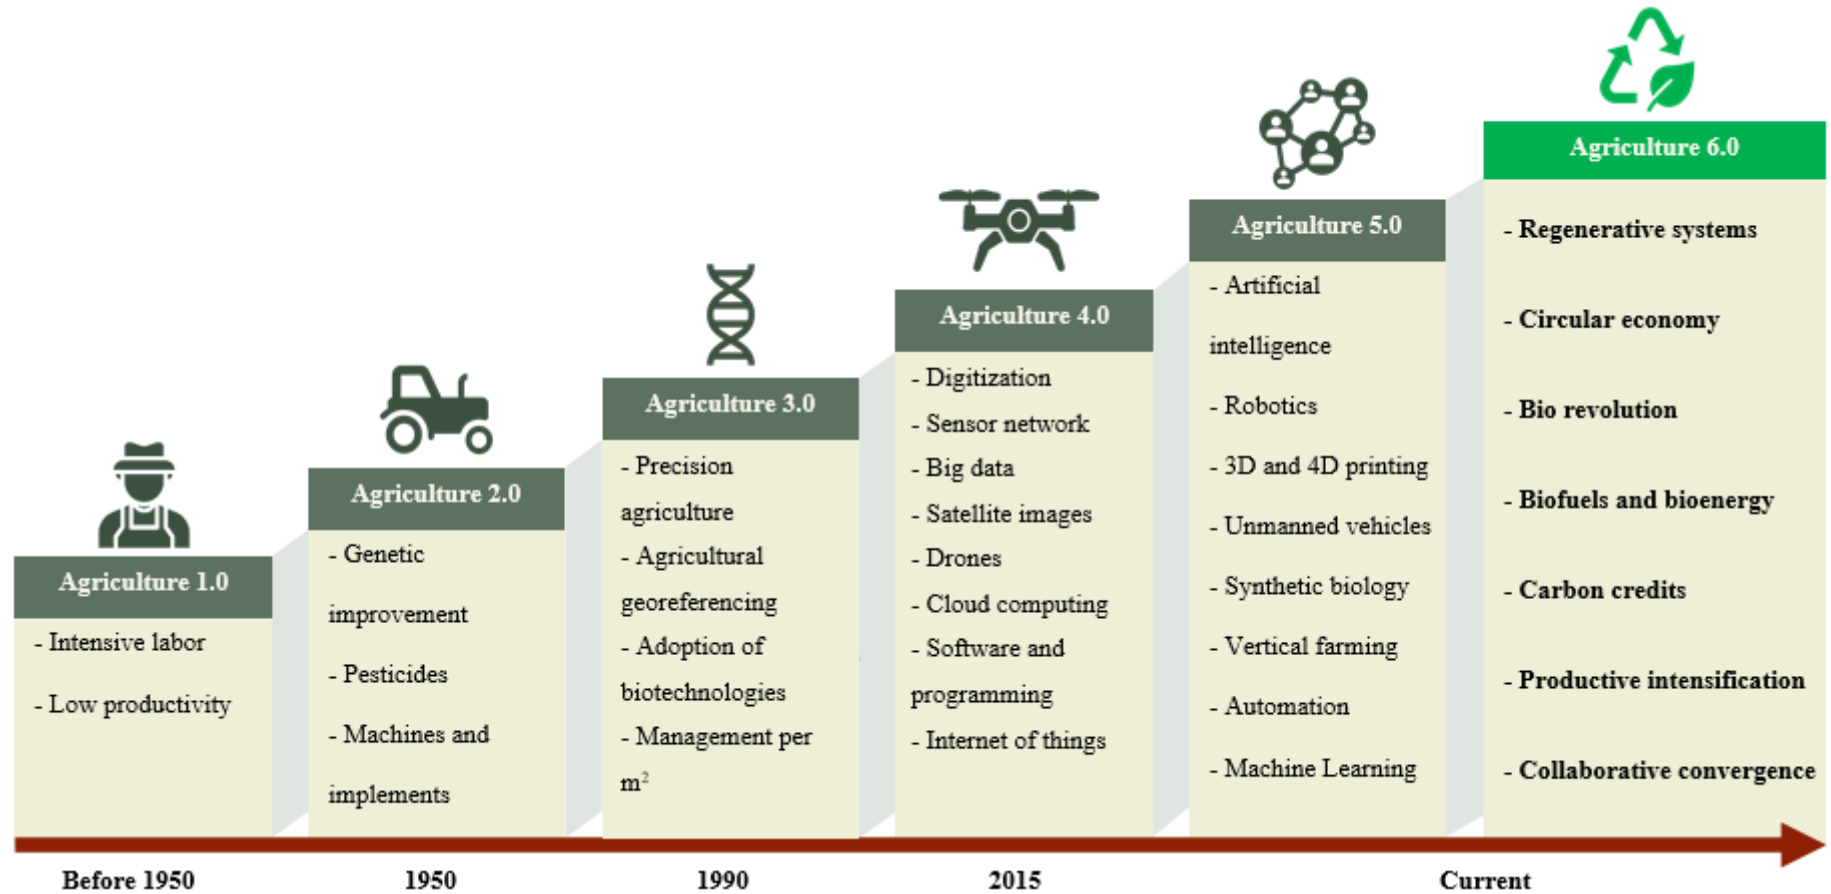 Agriculture 1.0
- Intensive labor
- Low productivity
Agriculture 2.0
- Genetic
improvement
- Pesticides
- Machines and
implements
Agriculture 3.0
- Precision
agriculture
- Agricultural
georeferencing
- Adoption of
biotechnologies
- Management per
m²
Agriculture 4.0
- Digitization
- Sensor network
- Big data
- Satellite images
- Drones
- Cloud computing
- Software and
programming
- Internet of things
Agriculture 5.0
- Artificial
intelligence
- Robotics
- 3D and 4D printing
- Unmanned vehicles
- Synthetic biology
- Vertical farming
- Automation
- Machine Learning
Agriculture 6.0
- Regenerative systems
- Circular economy
- Bio revolution
- Biofuels and bioenergy
- Carbon credits
- Productive intensification
- Collaborative convergence
Before 1950
1950
1990
2015
Current